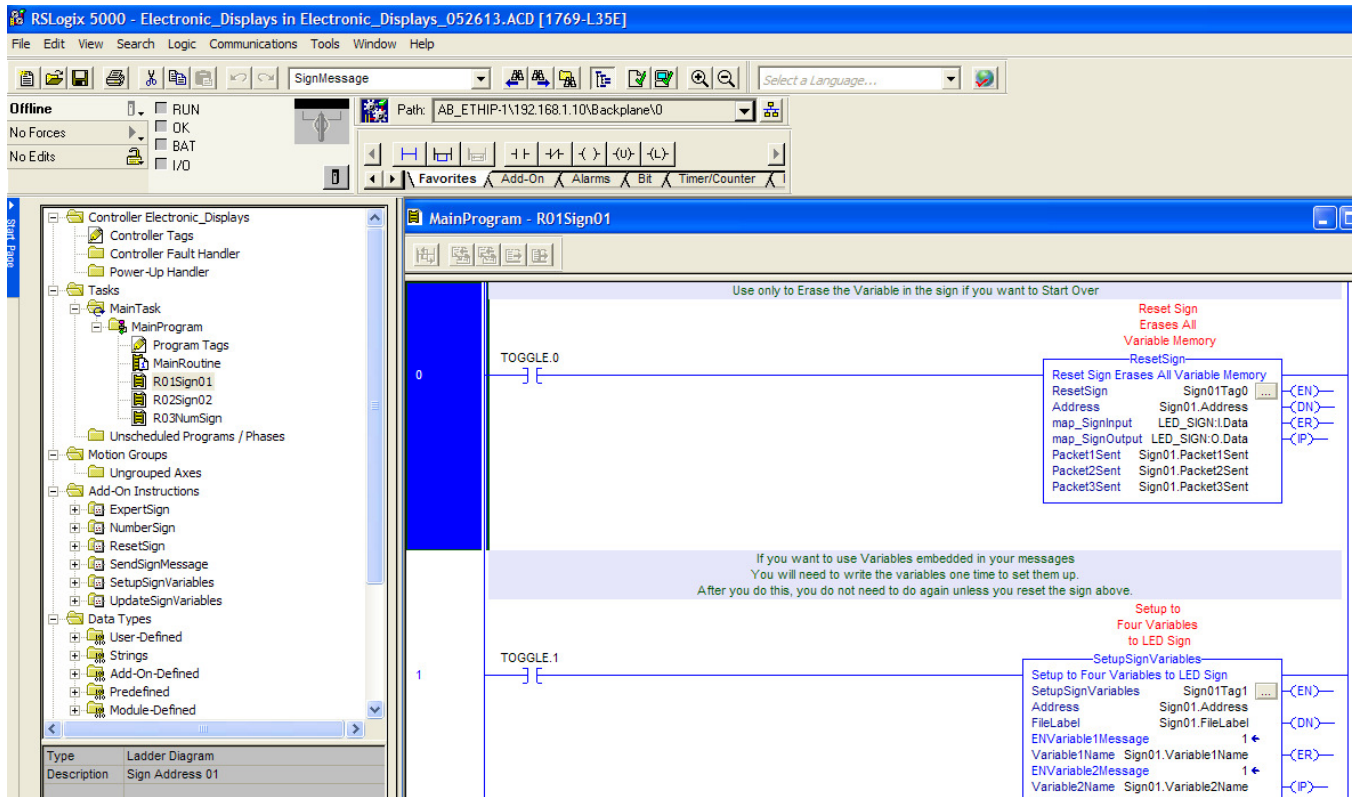 RSLogix 5000 - Electronic_Displays in Electronic_Displays_052613.ACD [1769-L35E]
File Edit View Search Logic Communications Tools Window Help
SignMessage
Select a Language...
Offline
RUN
No Forces
OK
No Edits
BAT
I/O
Path: AB_ETHIP-1\192.168.1.10\Backplane\0
Favorites Add-On Alarms Bit Timer/Counter
Start Page
Controller Electronic_Displays
Controller Tags
Controller Fault Handler
Power-Up Handler
Tasks
MainTask
MainProgram
Program Tags
MainRoutine
R01Sign01
R02Sign02
R03NumSign
Unscheduled Programs / Phases
Motion Groups
Ungrouped Axes
Add-On Instructions
ExpertSign
NumberSign
ResetSign
SendSignMessage
SetupSignVariables
UpdateSignVariables
Data Types
User-Defined
Strings
Add-On-Defined
Predefined
Module-Defined
Type Ladder Diagram
Description Sign Address 01
MainProgram - R01Sign01
Use only to Erase the Variable in the sign if you want to Start Over
Reset Sign
Erases All
Variable Memory
TOGGLE.0
0
ResetSign
Reset Sign Erases All Variable Memory
ResetSign Sign01Tag0 ... (EN)
Address Sign01.Address (DN)
map_SignInput LED_SIGN:I.Data (ER)
map_SignOutput LED_SIGN:O.Data (IP)
Packet1Sent Sign01.Packet1Sent
Packet2Sent Sign01.Packet2Sent
Packet3Sent Sign01.Packet3Sent
If you want to use Variables embedded in your messages
You will need to write the variables one time to set them up.
After you do this, you do not need to do again unless you reset the sign above.
Setup to
Four Variables
to LED Sign
TOGGLE.1
1
SetupSignVariables
Setup to Four Variables to LED Sign
SetupSignVariables Sign01Tag1 ... (EN)
Address Sign01.Address
FileLabel Sign01.FileLabel (DN)
ENVariable1Message 1
Variable1Name Sign01.Variable1Name (ER)
ENVariable2Message 1
Variable2Name Sign01.Variable2Name (IP)